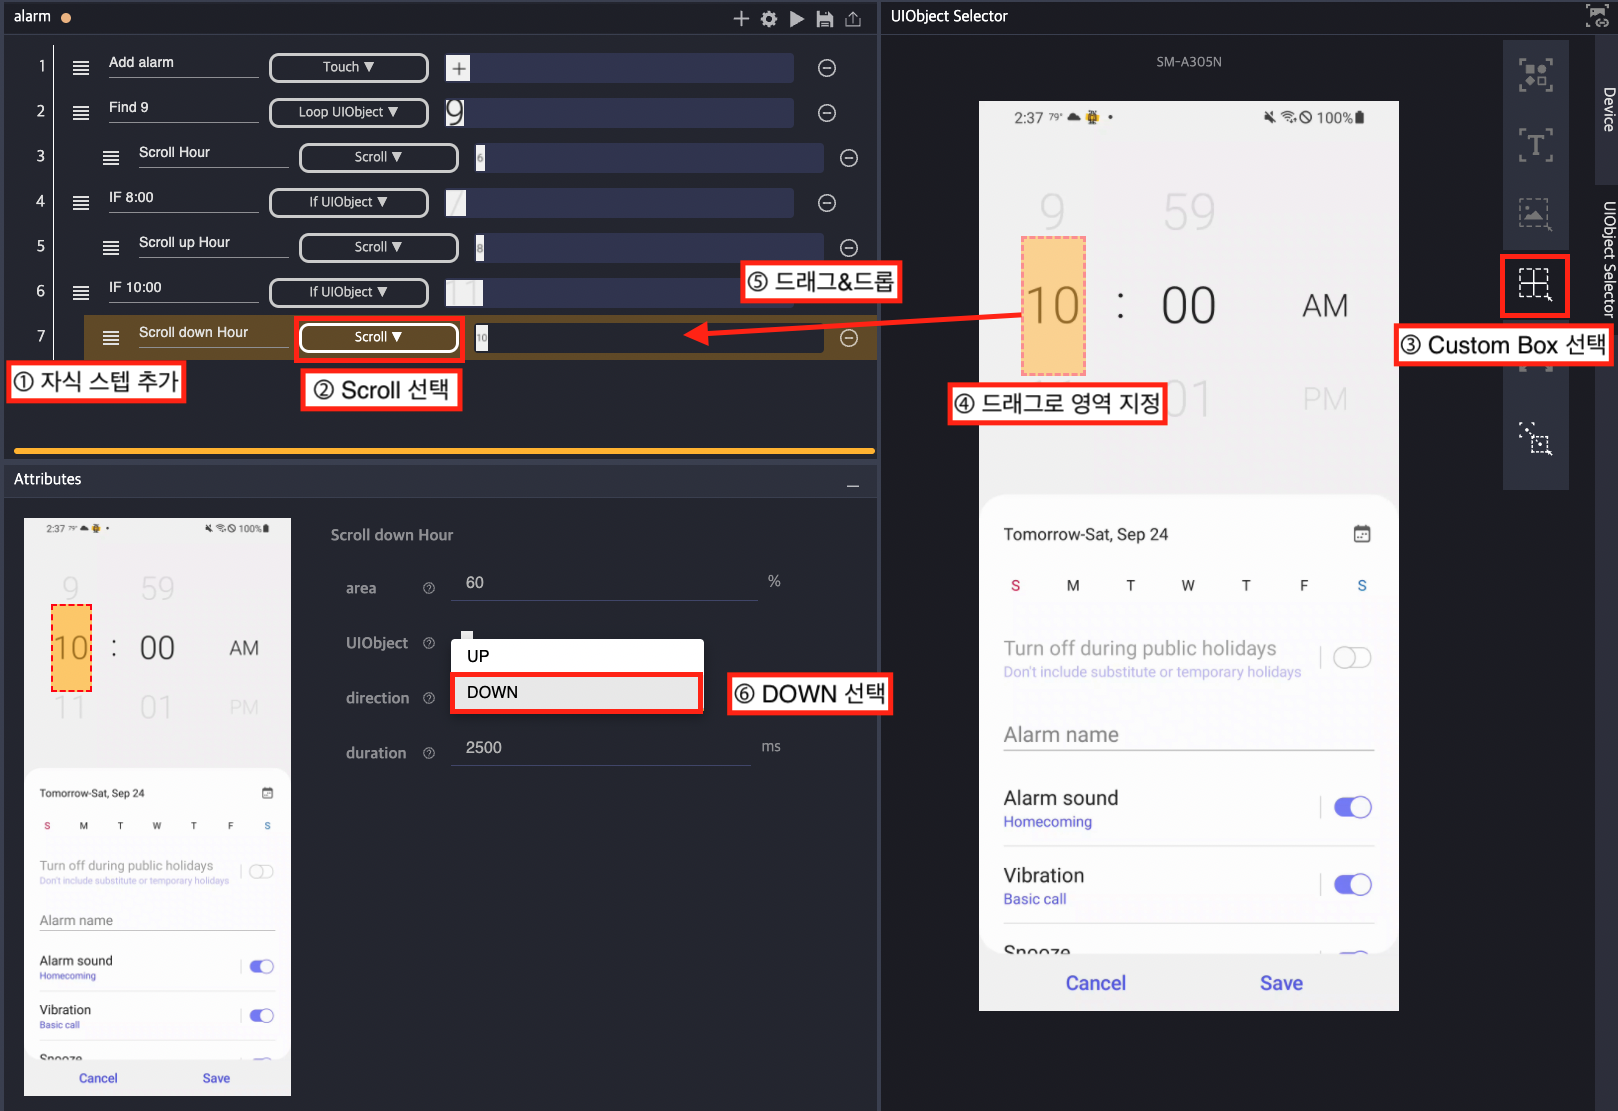 alarm
1 Add alarm Touch ▼ +
2 Find 9 Loop UIObject ▼ 9
3 Scroll Hour Scroll ▼ 6
4 IF 8:00 If UIObject ▼ 7
5 Scroll up Hour Scroll ▼ 8
6 IF 10:00 If UIObject ▼ 11
7 Scroll down Hour Scroll ▼ 10
① 자식 스텝 추가
② Scroll 선택
⑤ 드래그&드롭
Attributes
2:37 79° 100%
9 59
10 : 00 AM
11 01 PM
Tomorrow-Sat, Sep 24
S M T W T F S
Turn off during public holidays
Don't include substitute or temporary holidays
Alarm name
Alarm sound
Homecoming
Vibration
Basic call
Snooze
Cancel Save
Scroll down Hour
area 60 %
UIObject
UP
direction DOWN
⑥ DOWN 선택
duration 2500 ms
UIObject Selector
SM-A305N
2:37 79° 100%
9 59
10 : 00 AM
01 PM
④ 드래그로 영역 지정
Tomorrow-Sat, Sep 24
S M T W T F S
Turn off during public holidays
Don't include substitute or temporary holidays
Alarm name
Alarm sound
Homecoming
Vibration
Basic call
Snooze
Cancel Save
T
③ Custom Box 선택
Device
UIObject Selector